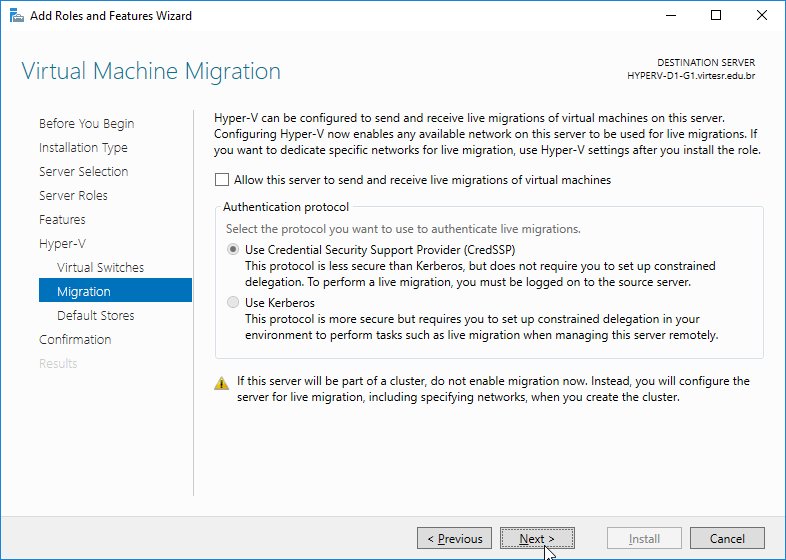 Add Roles and Features Wizard
Virtual Machine Migration
DESTINATION SERVER
HYPERV-D1-G1.virtesr.edu.br
Before You Begin
Installation Type
Server Selection
Server Roles
Features
Hyper-V
Virtual Switches
Migration
Default Stores
Confirmation
Results
Hyper-V can be configured to send and receive live migrations of virtual machines on this server.
Configuring Hyper-V now enables any available network on this server to be used for live migrations. If
you want to dedicate specific networks for live migration, use Hyper-V settings after you install the role.
Allow this server to send and receive live migrations of virtual machines
Authentication protocol
Select the protocol you want to use to authenticate live migrations.
Use Credential Security Support Provider (CredSSP)
This protocol is less secure than Kerberos, but does not require you to set up constrained
delegation. To perform a live migration, you must be logged on to the source server.
Use Kerberos
This protocol is more secure but requires you to set up constrained delegation in your
environment to perform tasks such as live migration when managing this server remotely.
If this server will be part of a cluster, do not enable migration now. Instead, you will configure the
server for live migration, including specifying networks, when you create the cluster.
< Previous
Next >
Install
Cancel